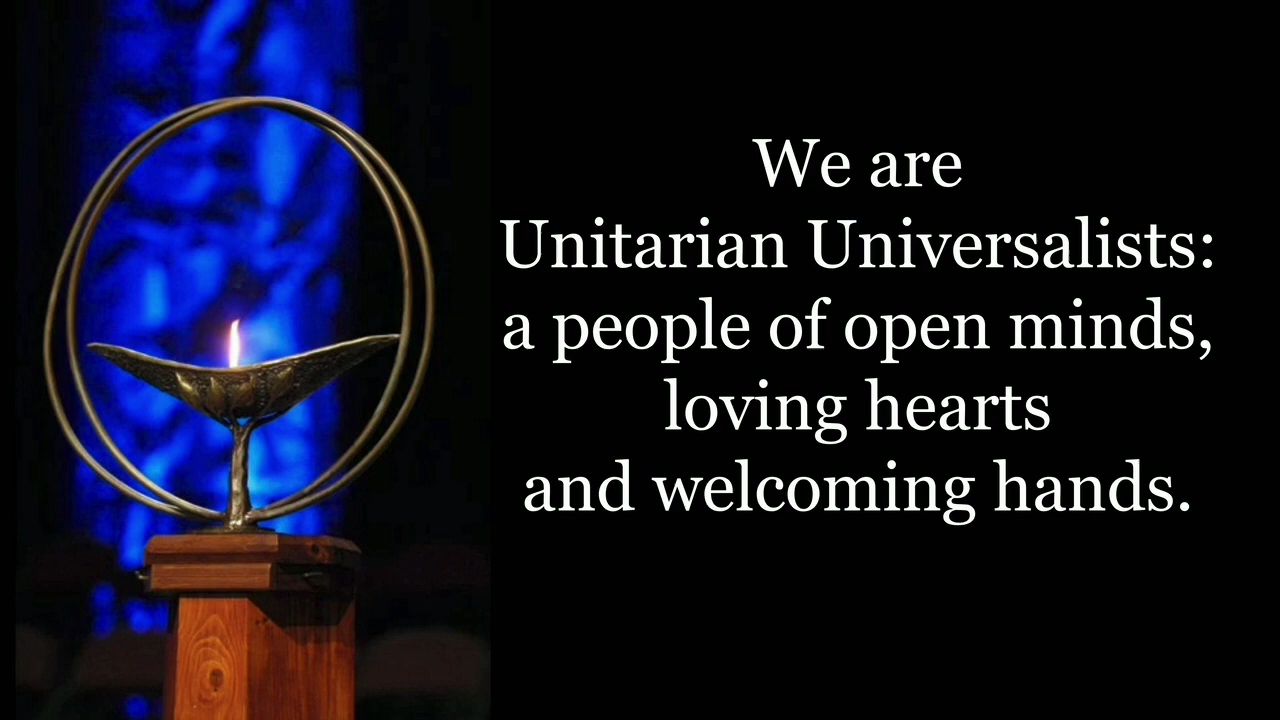 We are
Unitarian Universalists:
a people of open minds,
loving hearts
and welcoming hands.